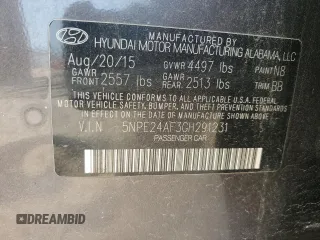 HYUNDAI MOTOR MANUFACTURING ALABAMA, LLC
Aug/20/15 GVWR 4497 lbs PAINT N8
GAWR FRONT 2557 lbs GAWR REAR 2513 lbs TRIM BB
THIS VEHICLE CONFORMS TO ALL APPLICABLE
FEDERAL MOTOR VEHICLE SAFETY, BUMPER, AND THEFT
PREVENTION STANDARDS IN EFFECT ON THE DATE OF
MANUFACTURE SHOWN ABOVE.
V.I.N 5NPE24AF3GH291231
PASSENGER CAR
DREAMBID